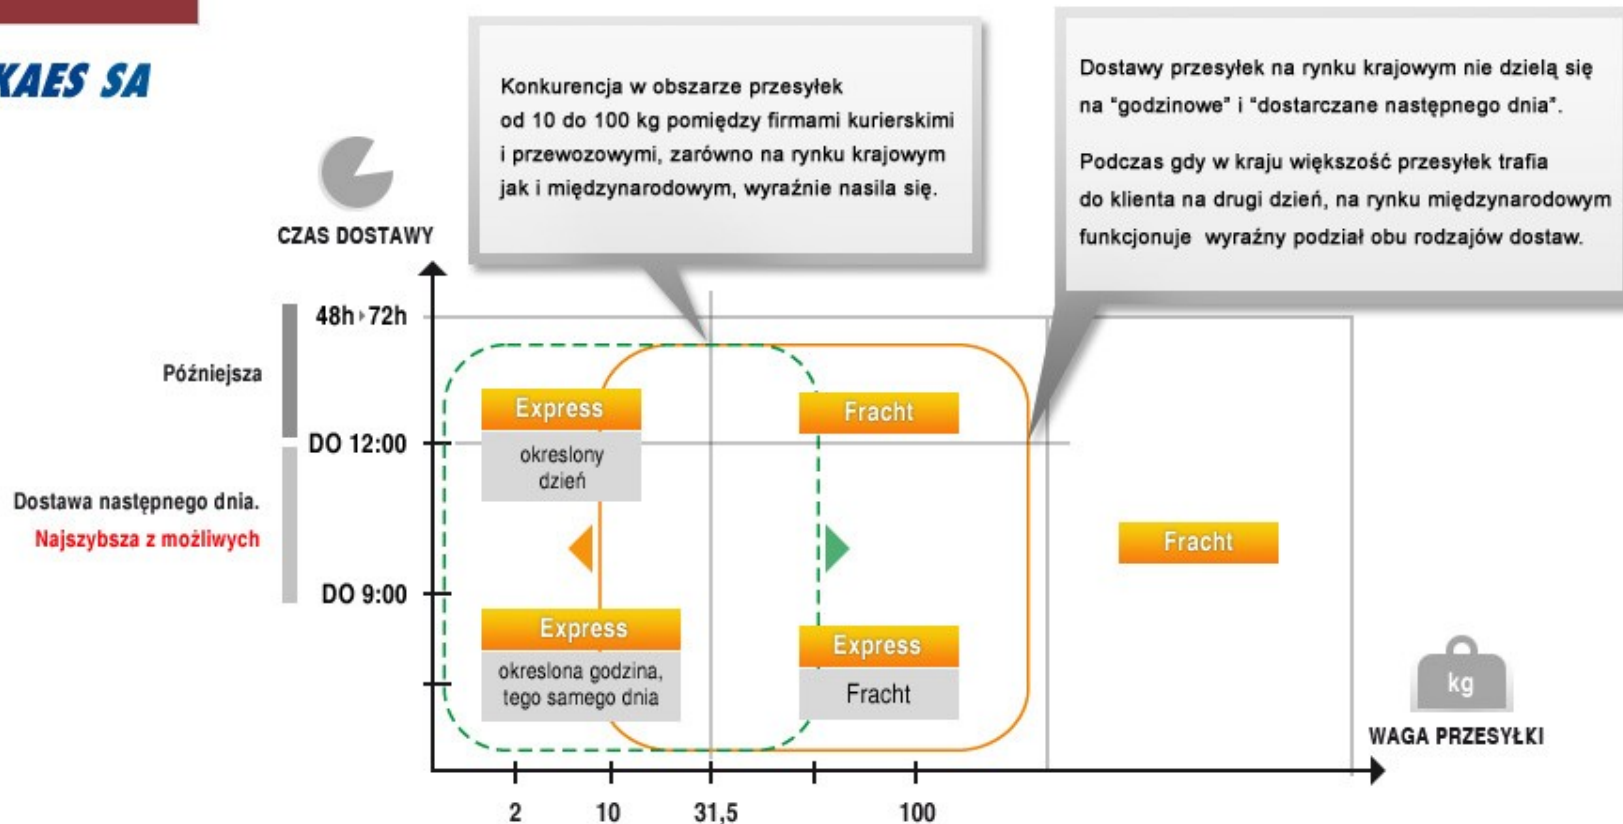 KAES SA
Konkurencja w obszarze przesyłek
od 10 do 100 kg pomiędzy firmami kurierskimi
i przewozowymi, zarówno na rynku krajowym
jak i międzynarodowym, wyraźnie nasila się.
Dostawy przesyłek na rynku krajowym nie dzielą się
na "godzinowe" i "dostarczane następnego dnia".
Podczas gdy w kraju większość przesyłek trafia
do klienta na drugi dzień, na rynku międzynarodowym
funkcjonuje wyraźny podział obu rodzajów dostaw.
CZAS DOSTAWY
48h▸72h
Późniejsza
DO 12:00
Dostawa następnego dnia.
Najszybsza z możliwych
DO 9:00
Express
okreslony
dzień
Fracht
Fracht
Express
okreslona godzina,
tego samego dnia
Express
Fracht
kg
WAGA PRZESYŁKI
2
10
31,5
100